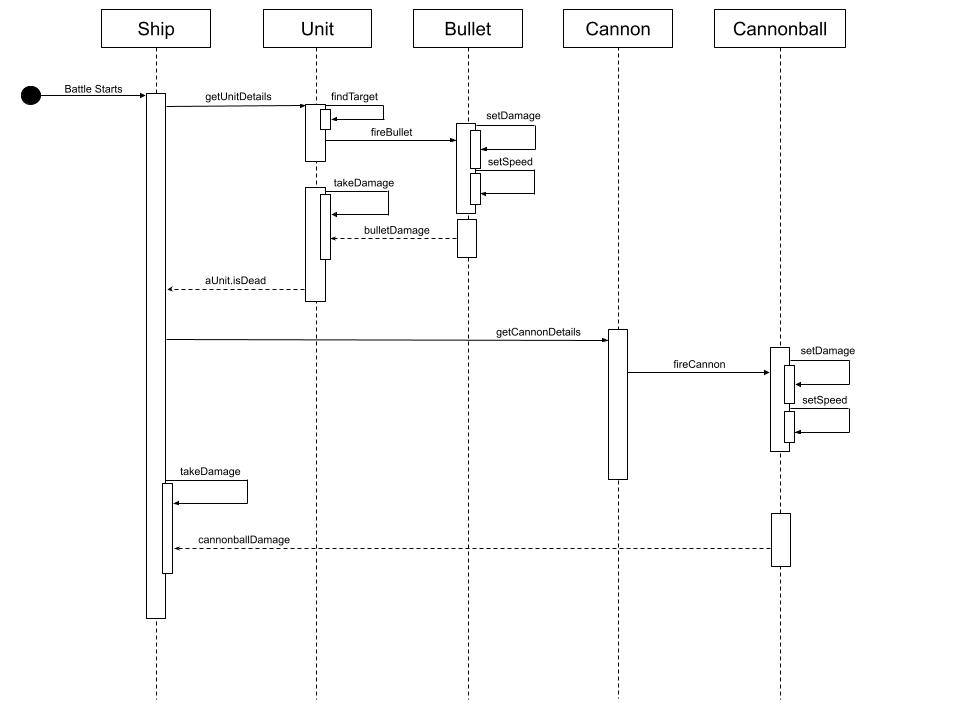 Ship
Unit
Bullet
Cannon
Cannonball
Battle Starts
getUnitDetails
findTarget
setDamage
fireBullet
setSpeed
takeDamage
bulletDamage
aUnit.isDead
getCannonDetails
setDamage
fireCannon
setSpeed
takeDamage
cannonballDamage